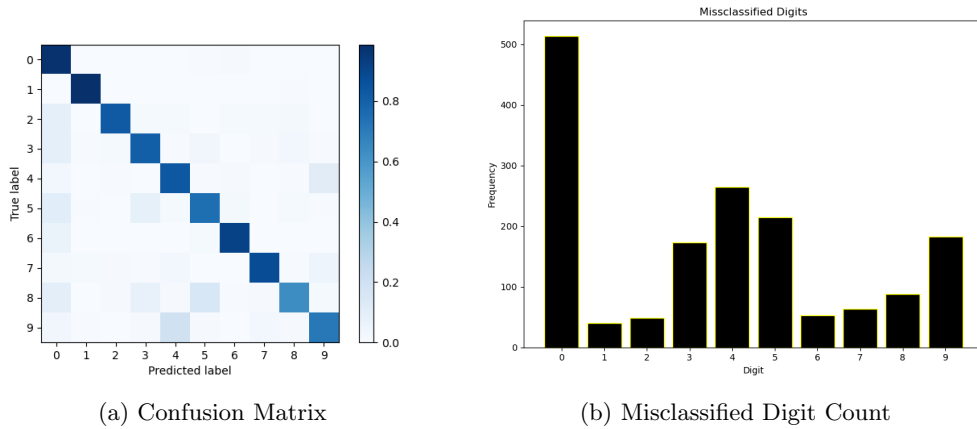 Missclassified Digits
0
1
2
3
4
5
6
7
8
9
True label
0 1 2 3 4 5 6 7 8 9
Predicted label
0.8
0.6
0.4
0.2
0.0
500
400
300
200
100
0
Frequency
0 1 2 3 4 5 6 7 8 9
Digit
(a) Confusion Matrix
(b) Misclassified Digit Count